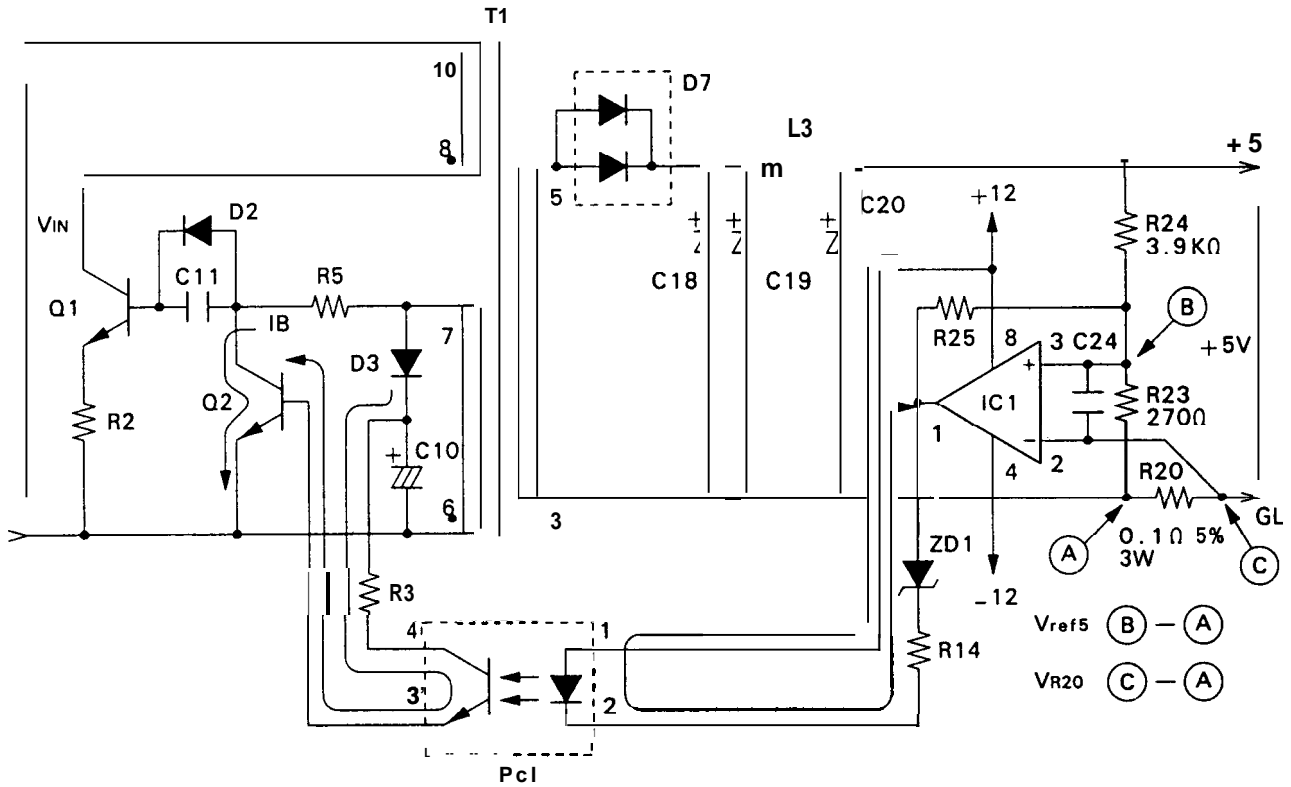 T1
10
D7
L3
+5
8
m
5
+12
C20
R24
3.9KΩ
VIN
D2
C11
R5
C18
C19
Q1
IB
7
R25
8
3
C24
B
+5V
D3
+
IC1
R23
270Ω
Q2
R2
+
C10
1
−
2
4
R20
6
3
GL
ZD1
A
0.1Ω 5%
3W
C
−12
R3
4
1
Vref5 B − A
R14
3'
2
VR20 C − A
PcI